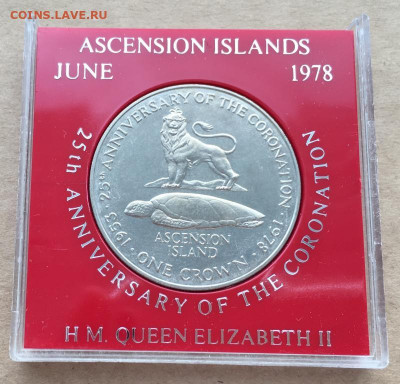 COINS.LAVE.RU
ASCENSION ISLANDS
JUNE 1978
25th ANNIVERSARY OF THE CORONATION
1953 · 25TH ANNIVERSARY OF THE CORONATION · 1978
ASCENSION
ISLAND
· ONE CROWN ·
H M. QUEEN ELIZABETH II